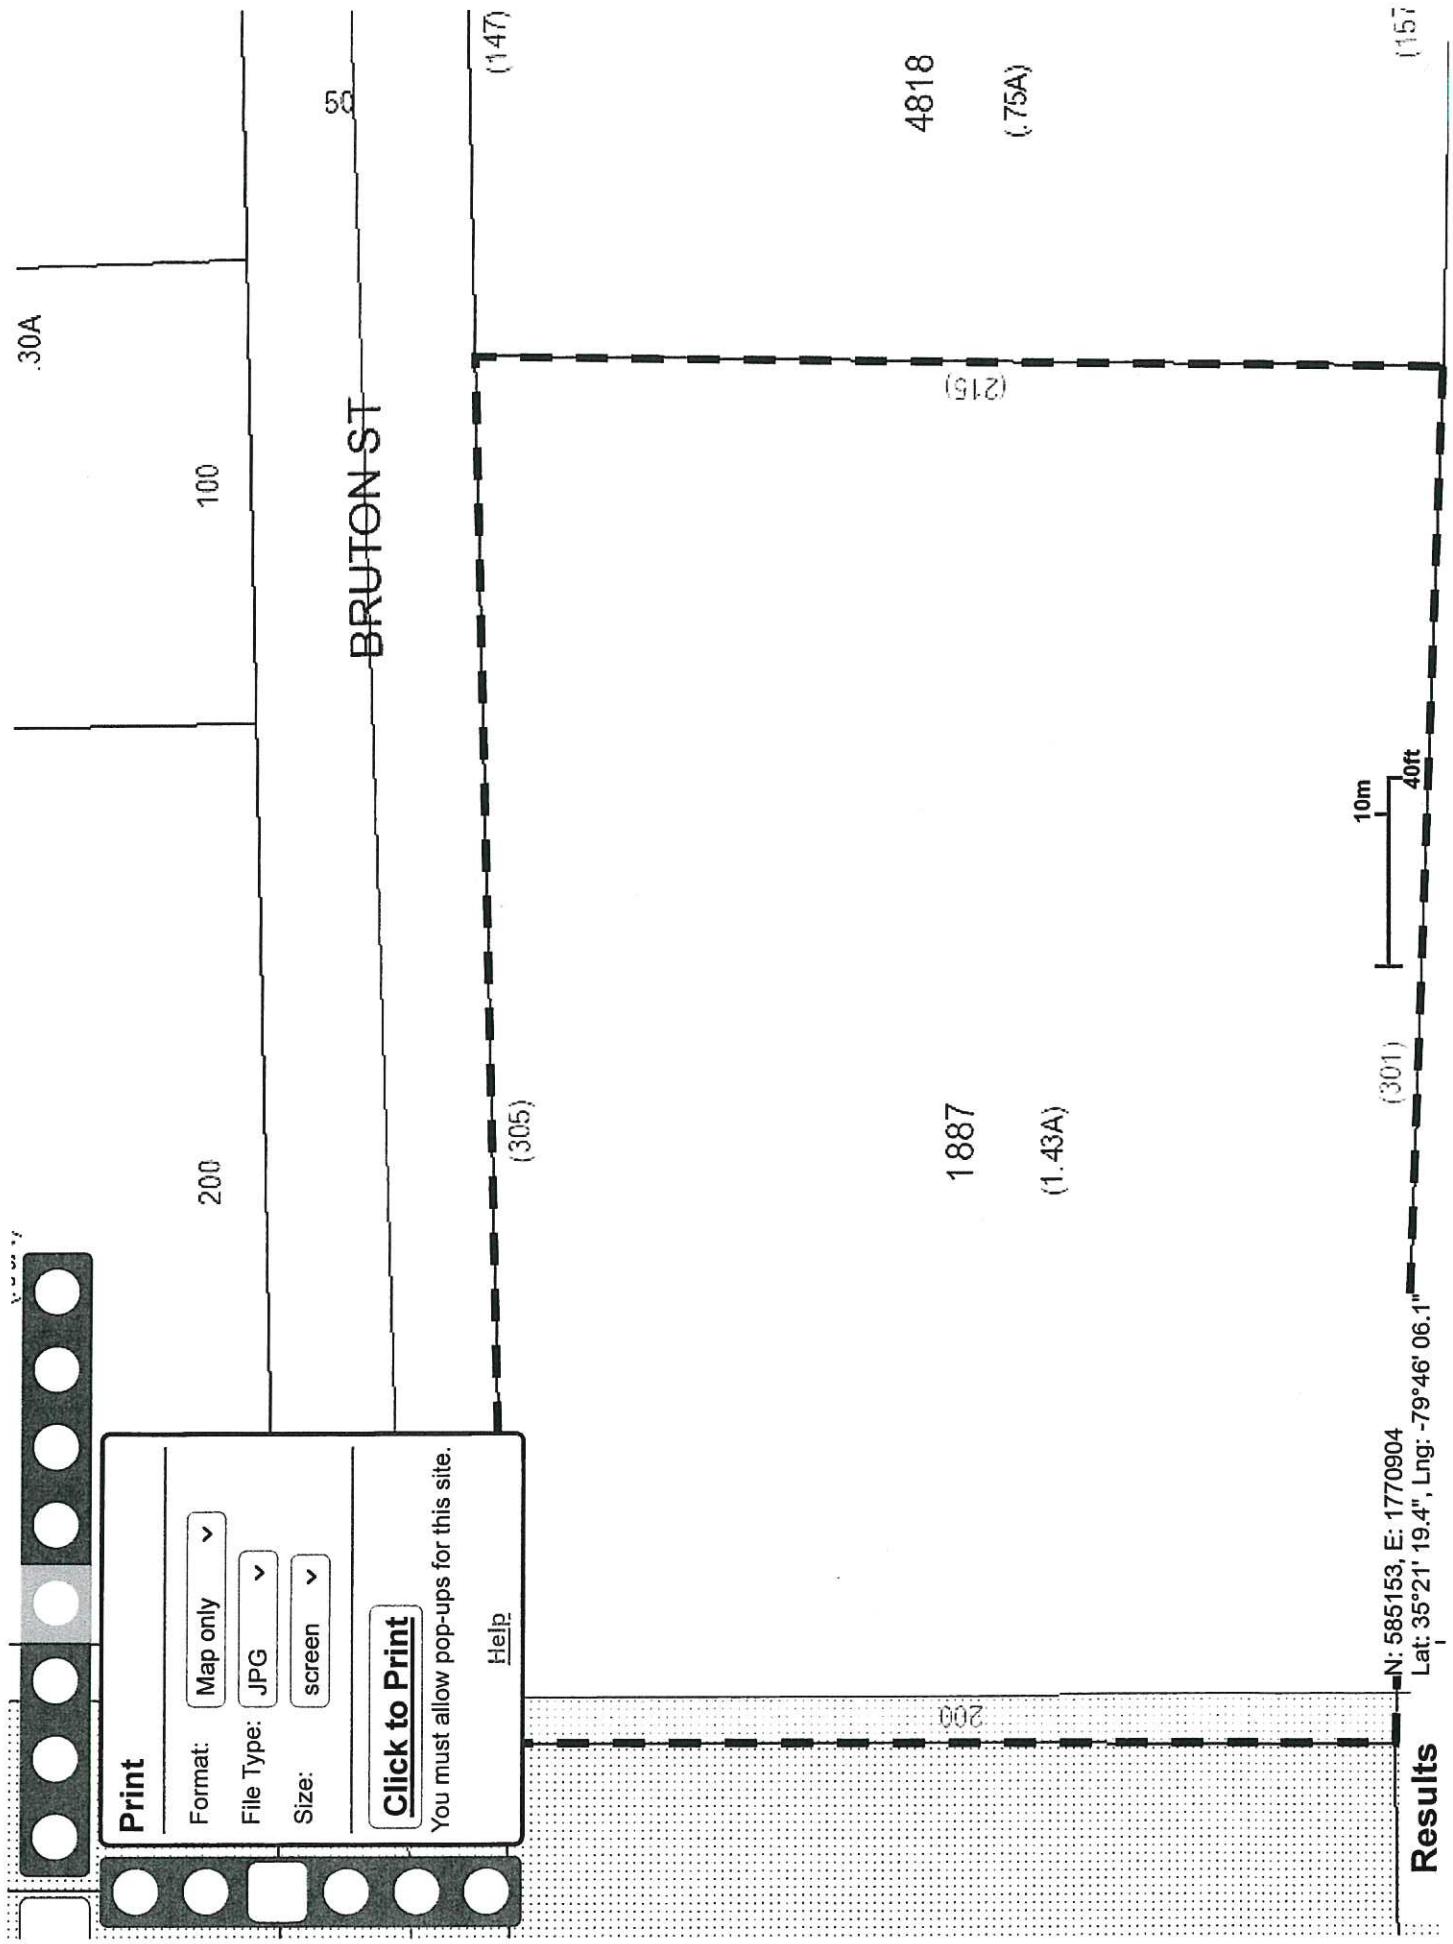 .30A
200
100
50
BRUTON ST
Print
Format:
Map only
File Type:
JPG
Size:
screen
Click to Print
You must allow pop-ups for this site.
Help
(305)
(147)
200
1887
(1.43A)
(215)
4818
(.75A)
10m
40ft
(301)
(157
N: 585153, E: 1770904
Lat: 35°21' 19.4", Lng: -79°46' 06.1"
Results